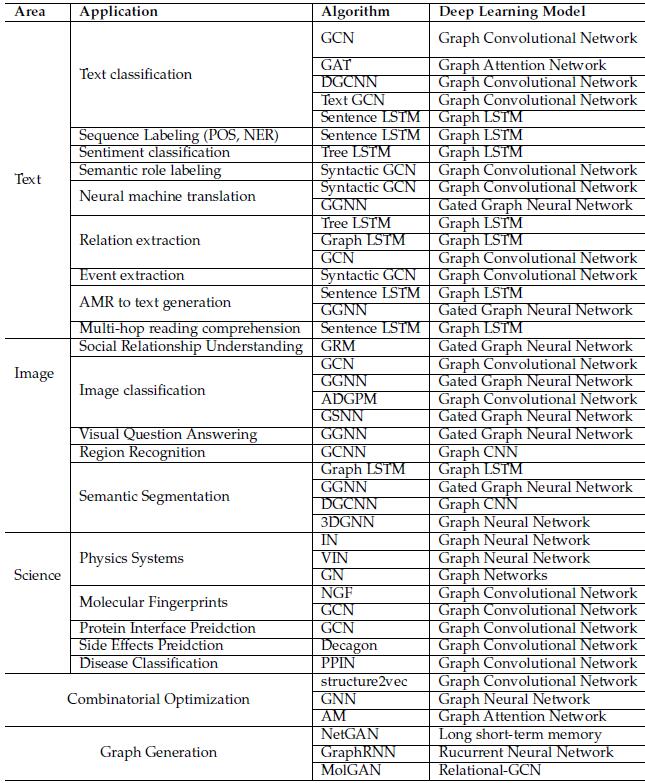 Area Application Algorithm Deep Learning Model
GCN Graph Convolutional Network
GAT Graph Attention Network
Text classification DGCNN Graph Convolutional Network
Text GCN Graph Convolutional Network
Sentence LSTM Graph LSTM
Sequence Labeling (POS, NER) Sentence LSTM Graph LSTM
Sentiment classification Tree LSTM Graph LSTM
Text Semantic role labeling Syntactic GCN Graph Convolutional Network
Neural machine translation Syntactic GCN Graph Convolutional Network
GGNN Gated Graph Neural Network
Tree LSTM Graph LSTM
Relation extraction Graph LSTM Graph LSTM
GCN Graph Convolutional Network
Event extraction Syntactic GCN Graph Convolutional Network
AMR to text generation Sentence LSTM Graph LSTM
GGNN Gated Graph Neural Network
Multi-hop reading comprehension Sentence LSTM Graph LSTM
Social Relationship Understanding GRM Gated Graph Neural Network
Image GCN Graph Convolutional Network
Image classification GGNN Gated Graph Neural Network
ADGPM Graph Convolutional Network
GSNN Gated Graph Neural Network
Visual Question Answering GGNN Gated Graph Neural Network
Region Recognition GCNN Graph CNN
Graph LSTM Graph LSTM
Semantic Segmentation GGNN Gated Graph Neural Network
DGCNN Graph CNN
3DGNN Graph Neural Network
IN Graph Neural Network
Physics Systems VIN Graph Neural Network
Science GN Graph Networks
Molecular Fingerprints NGF Graph Convolutional Network
GCN Graph Convolutional Network
Protein Interface Preidction GCN Graph Convolutional Network
Side Effects Preidction Decagon Graph Convolutional Network
Disease Classification PPIN Graph Convolutional Network
structure2vec Graph Convolutional Network
Combinatorial Optimization GNN Graph Neural Network
AM Graph Attention Network
NetGAN Long short-term memory
Graph Generation GraphRNN Rucurrent Neural Network
MolGAN Relational-GCN